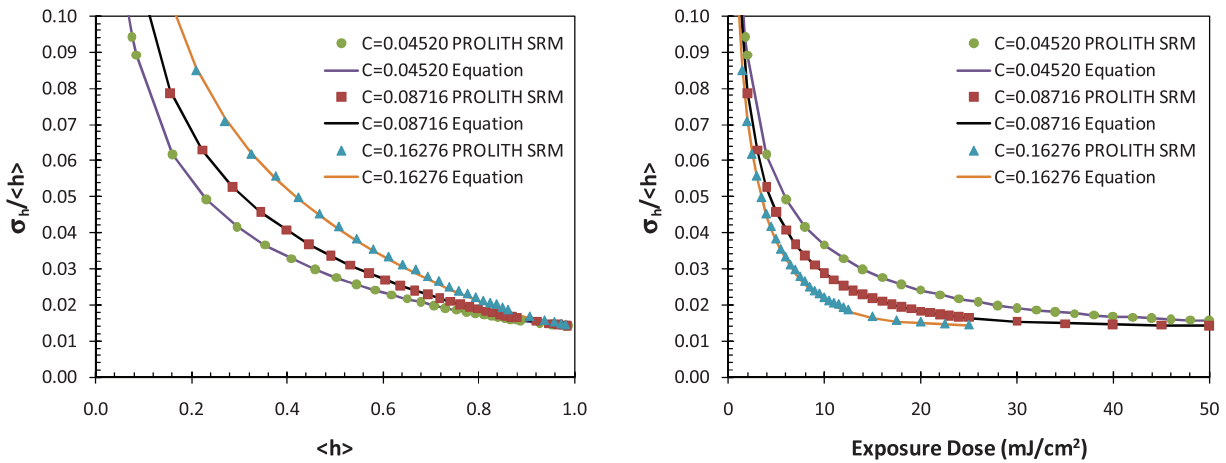 0.10
0.09
0.08
0.07
0.06
0.05
0.04
0.03
0.02
0.01
0.00
σh/<h>
0.0 0.2 0.4 0.6 0.8 1.0
<h>
C=0.04520 PROLITH SRM
C=0.04520 Equation
C=0.08716 PROLITH SRM
C=0.08716 Equation
C=0.16276 PROLITH SRM
C=0.16276 Equation
0.10
0.09
0.08
0.07
0.06
0.05
0.04
0.03
0.02
0.01
0.00
σh/<h>
0 10 20 30 40 50
Exposure Dose (mJ/cm²)
C=0.04520 PROLITH SRM
C=0.04520 Equation
C=0.08716 PROLITH SRM
C=0.08716 Equation
C=0.16276 PROLITH SRM
C=0.16276 Equation